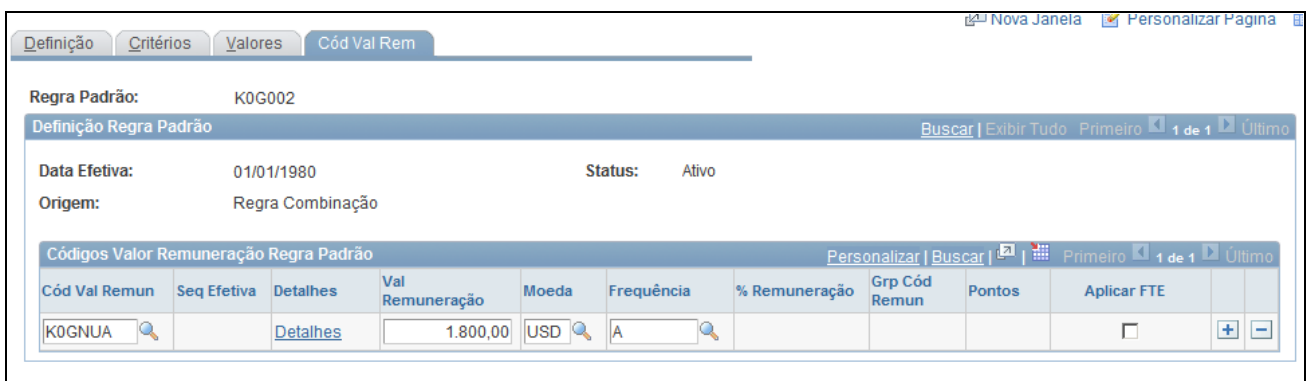 Nova Janela Personalizar Página
Definição Critérios Valores Cód Val Rem
Regra Padrão: K0G002
Definição Regra Padrão Buscar | Exibir Tudo Primeiro 1 de 1 Último
Data Efetiva: 01/01/1980 Status: Ativo
Origem: Regra Combinação
Códigos Valor Remuneração Regra Padrão Personalizar | Buscar | | Primeiro 1 de 1 Último
Cód Val Remun Seq Efetiva Detalhes Val Remuneração Moeda Frequência % Remuneração Grp Cód Remun Pontos Aplicar FTE
K0GNUA Detalhes 1.800,00 USD A